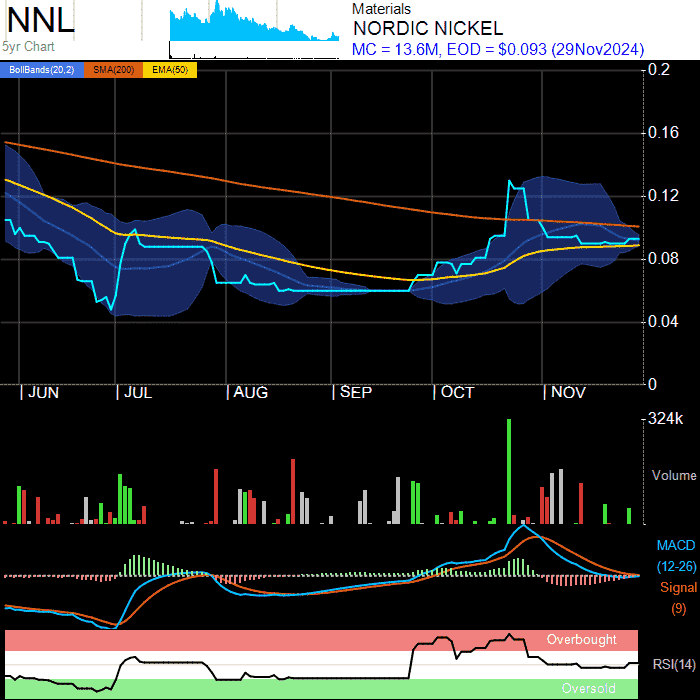 NNL
5yr Chart
Materials
NORDIC NICKEL
MC = 13.6M, EOD = $0.093 (29Nov2024)
BollBands(20,2) SMA(200) EMA(50)
0.2
0.16
0.12
0.08
0.04
0
JUN JUL AUG SEP OCT NOV
324k
Volume
MACD
(12-26)
Signal
(9)
Overbought
RSI(14)
Oversold